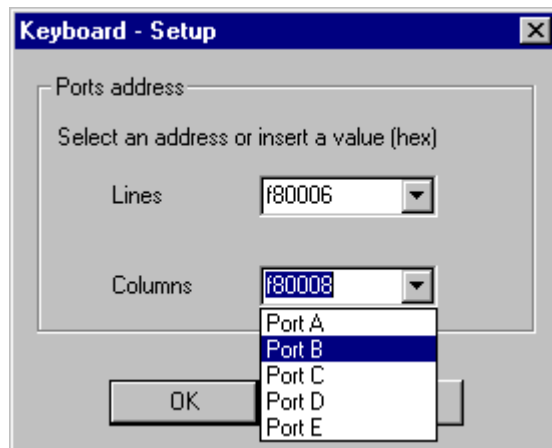 Keyboard - Setup
Ports address
Select an address or insert a value (hex)
Lines
f80006
Columns
f80008
Port A
Port B
Port C
Port D
Port E
OK